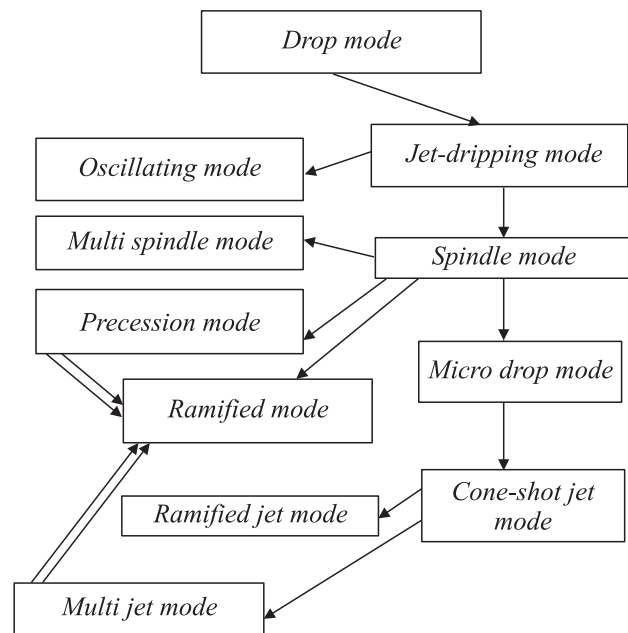 Drop mode
Jet-dripping mode
Oscillating mode
Multi spindle mode
Spindle mode
Precession mode
Micro drop mode
Ramified mode
Cone-shot jet
mode
Ramified jet mode
Multi jet mode